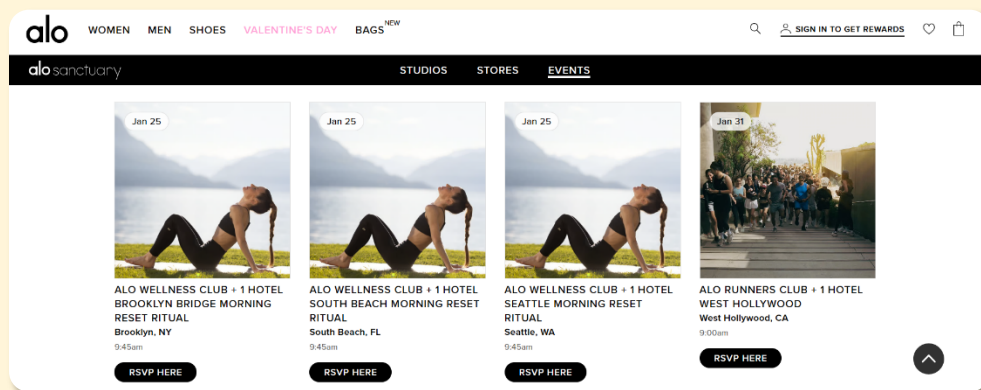 alo WOMEN MEN SHOES VALENTINE'S DAY BAGS NEW SIGN IN TO GET REWARDS
alo sanctuary STUDIOS STORES EVENTS
Jan 25
ALO WELLNESS CLUB + 1 HOTEL
BROOKLYN BRIDGE MORNING
RESET RITUAL
Brooklyn, NY
9:45am
RSVP HERE
Jan 25
ALO WELLNESS CLUB + 1 HOTEL
SOUTH BEACH MORNING RESET
RITUAL
South Beach, FL
9:45am
RSVP HERE
Jan 25
ALO WELLNESS CLUB + 1 HOTEL
SEATTLE MORNING RESET
RITUAL
Seattle, WA
9:45am
RSVP HERE
Jan 31
ALO RUNNERS CLUB + 1 HOTEL
WEST HOLLYWOOD
West Hollywood, CA
9:00am
RSVP HERE